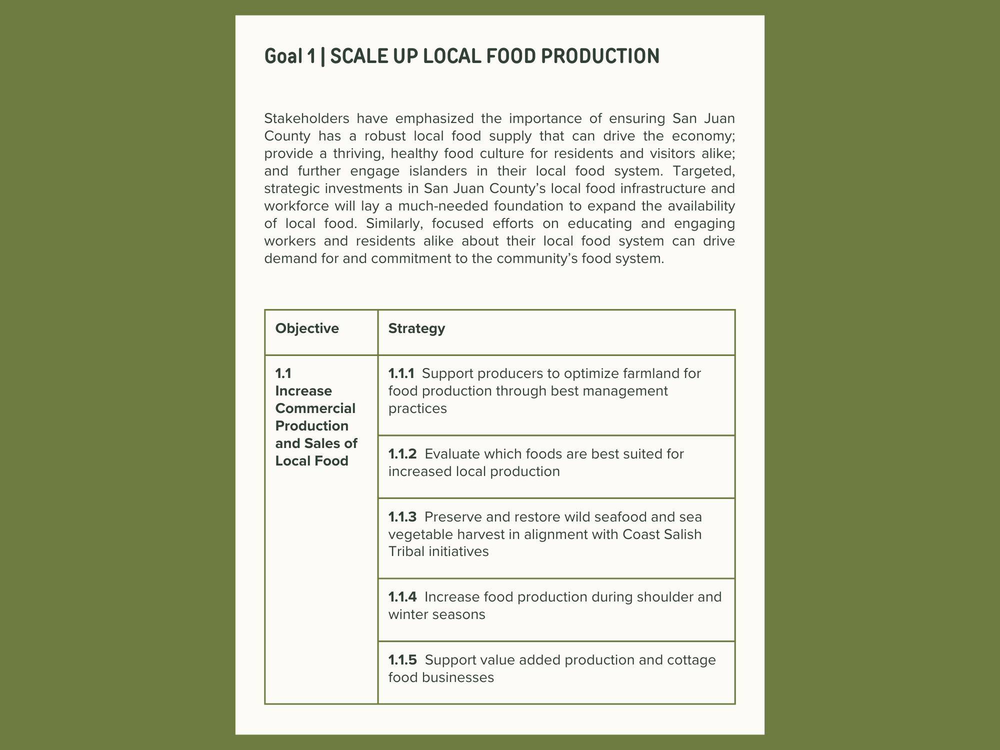 Goal 1 | SCALE UP LOCAL FOOD PRODUCTION
Stakeholders have emphasized the importance of ensuring San Juan
County has a robust local food supply that can drive the economy;
provide a thriving, healthy food culture for residents and visitors alike;
and further engage islanders in their local food system. Targeted,
strategic investments in San Juan County’s local food infrastructure and
workforce will lay a much-needed foundation to expand the availability
of local food. Similarly, focused efforts on educating and engaging
workers and residents alike about their local food system can drive
demand for and commitment to the community’s food system.
Objective
Strategy
1.1
Increase
Commercial
Production
and Sales of
Local Food
1.1.1 Support producers to optimize farmland for
food production through best management
practices
1.1.2 Evaluate which foods are best suited for
increased local production
1.1.3 Preserve and restore wild seafood and sea
vegetable harvest in alignment with Coast Salish
Tribal initiatives
1.1.4 Increase food production during shoulder and
winter seasons
1.1.5 Support value added production and cottage
food businesses